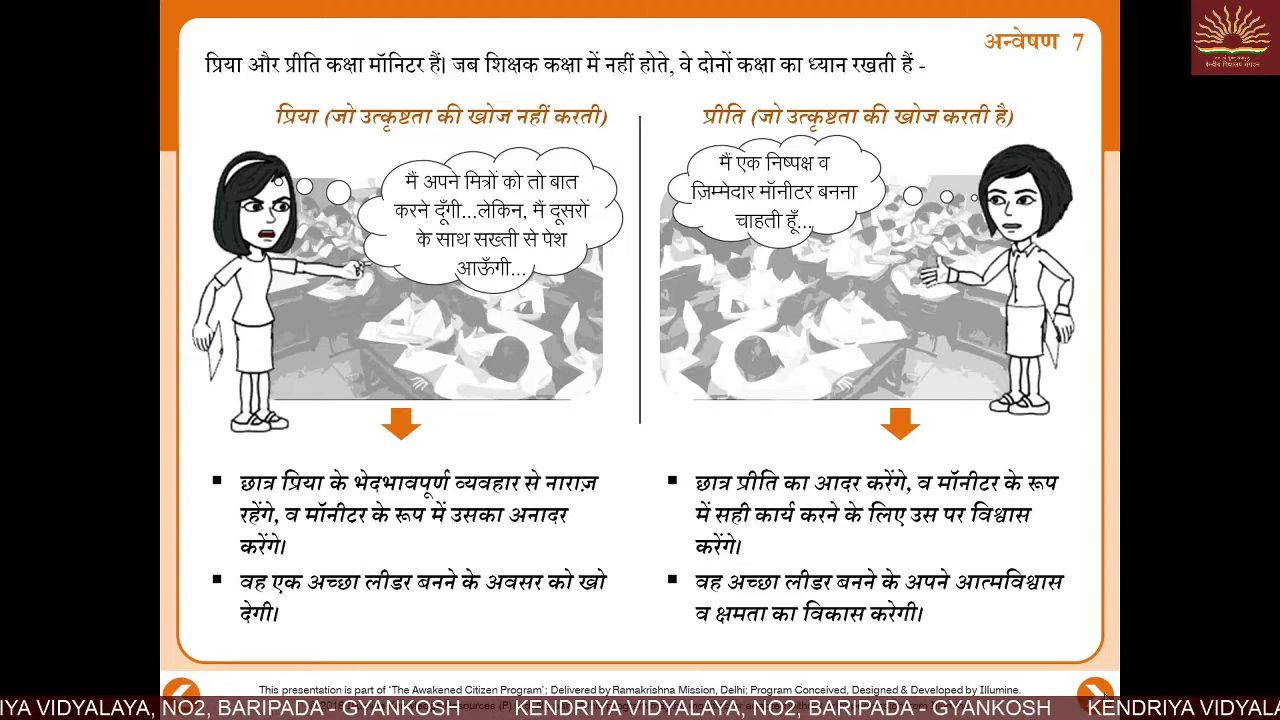 अन्वेषण 7
प्रिया और प्रीति कक्षा मॉनिटर हैं। जब शिक्षक कक्षा में नहीं होते, वे दोनों कक्षा का ध्यान रखती हैं -
प्रिया (जो उत्कृष्टता की खोज नहीं करती)
मैं अपने मित्रों को तो बात
करने दूँगी...लेकिन, मैं दूसरों
के साथ सख्ती से पेश
आऊँगी...
छात्र प्रिया के भेदभावपूर्ण व्यवहार से नाराज़
रहेंगे, व मॉनीटर के रूप में उसका अनादर
करेंगे।
वह एक अच्छा लीडर बनने के अवसर को खो
देगी।
प्रीति (जो उत्कृष्टता की खोज करती है)
मैं एक निष्पक्ष व
ज़िम्मेदार मॉनीटर बनना
चाहती हूँ...
छात्र प्रीति का आदर करेंगे, व मॉनीटर के रूप
में सही कार्य करने के लिए उस पर विश्वास
करेंगे।
वह अच्छा लीडर बनने के अपने आत्मविश्वास
व क्षमता का विकास करेगी।
This presentation is part of 'The Awakened Citizen Program'; Delivered by Ramakrishna Mission, Delhi; Program Conceived, Designed & Developed by Illumine.
IYA VIDYALAYA, NO2, BARIPADA - GYANKOSH KENDRIYA VIDYALAYA, NO2, BARIPADA - GYANKOSH KENDRIYA VIDYALA